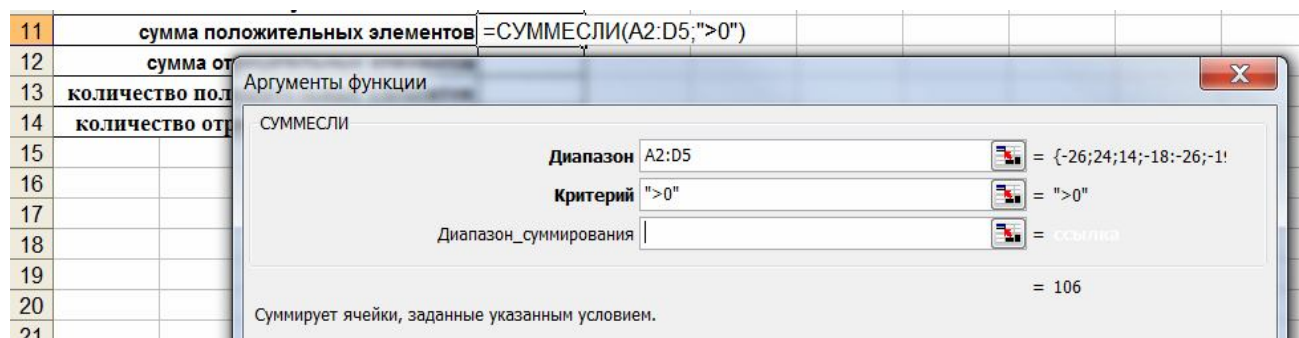 11 сумма положительных элементов =СУММЕСЛИ(A2:D5;">0")
12 сумма от
13 количество пол
14 количество отр
Аргументы функции
СУММЕСЛИ
15 Диапазон A2:D5 = {-26;24;14;-18:-26;-19
16 Критерий ">0" = ">0"
17
18 Диапазон_суммирования = ссылка
19
= 106
20
Суммирует ячейки, заданные указанным условием.
21